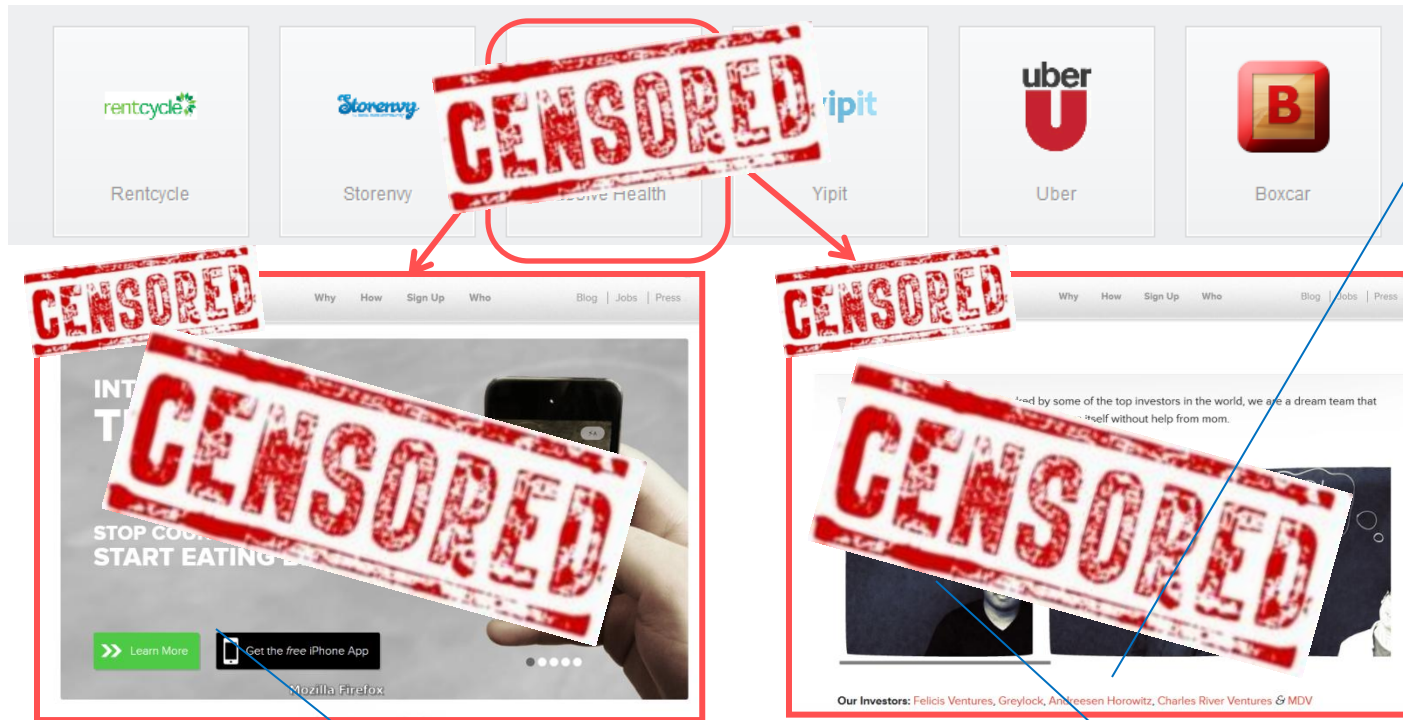 rentcycle
Storenvy
yipit
uber
U
B
CENSORED
Rentcycle
Storenvy
Health
Yipit
Uber
Boxcar
CENSORED
Why How Sign Up Who
Blog | Jobs | Press
STOP
START EATING
CENSORED
Learn More
Get the free iPhone App
Mozilla Firefox
CENSORED
Why How Sign Up Who
Blog | Jobs | Press
by some of the top investors in the world, we are a dream team that
itself without help from mom.
CENSORED
Our Investors: Felicis Ventures, Greylock, Andreesen Horowitz, Charles River Ventures & MDV